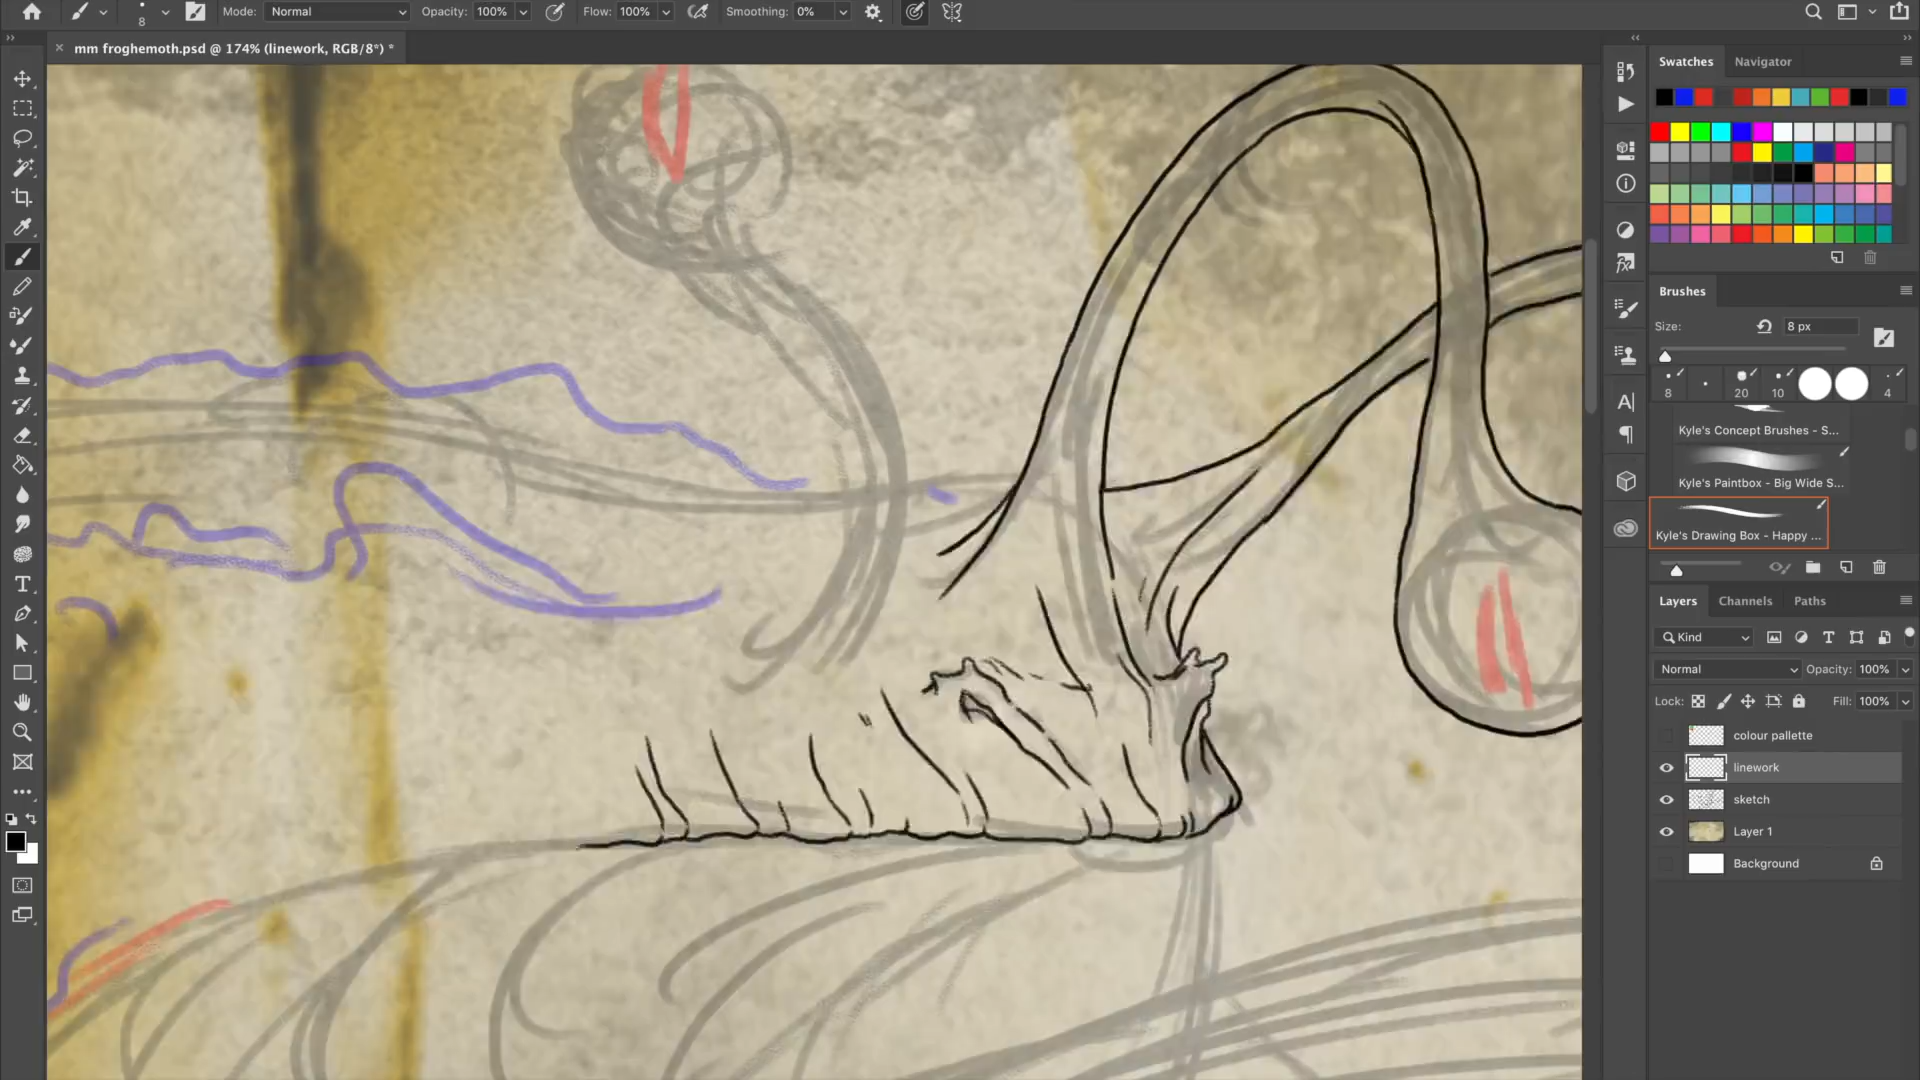 8
Mode: Normal
Opacity: 100%
Flow: 100%
Smoothing: 0%
mm froghemoth.psd @ 174% (linework, RGB/8*) *
Swatches Navigator
Brushes
Size: 8 px
8 20 10 4
Kyle's Concept Brushes - S...
Kyle's Paintbox - Big Wide S...
Kyle's Drawing Box - Happy ...
Layers Channels Paths
Kind
Normal Opacity: 100%
Lock: Fill: 100%
colour pallette
linework
sketch
Layer 1
Background